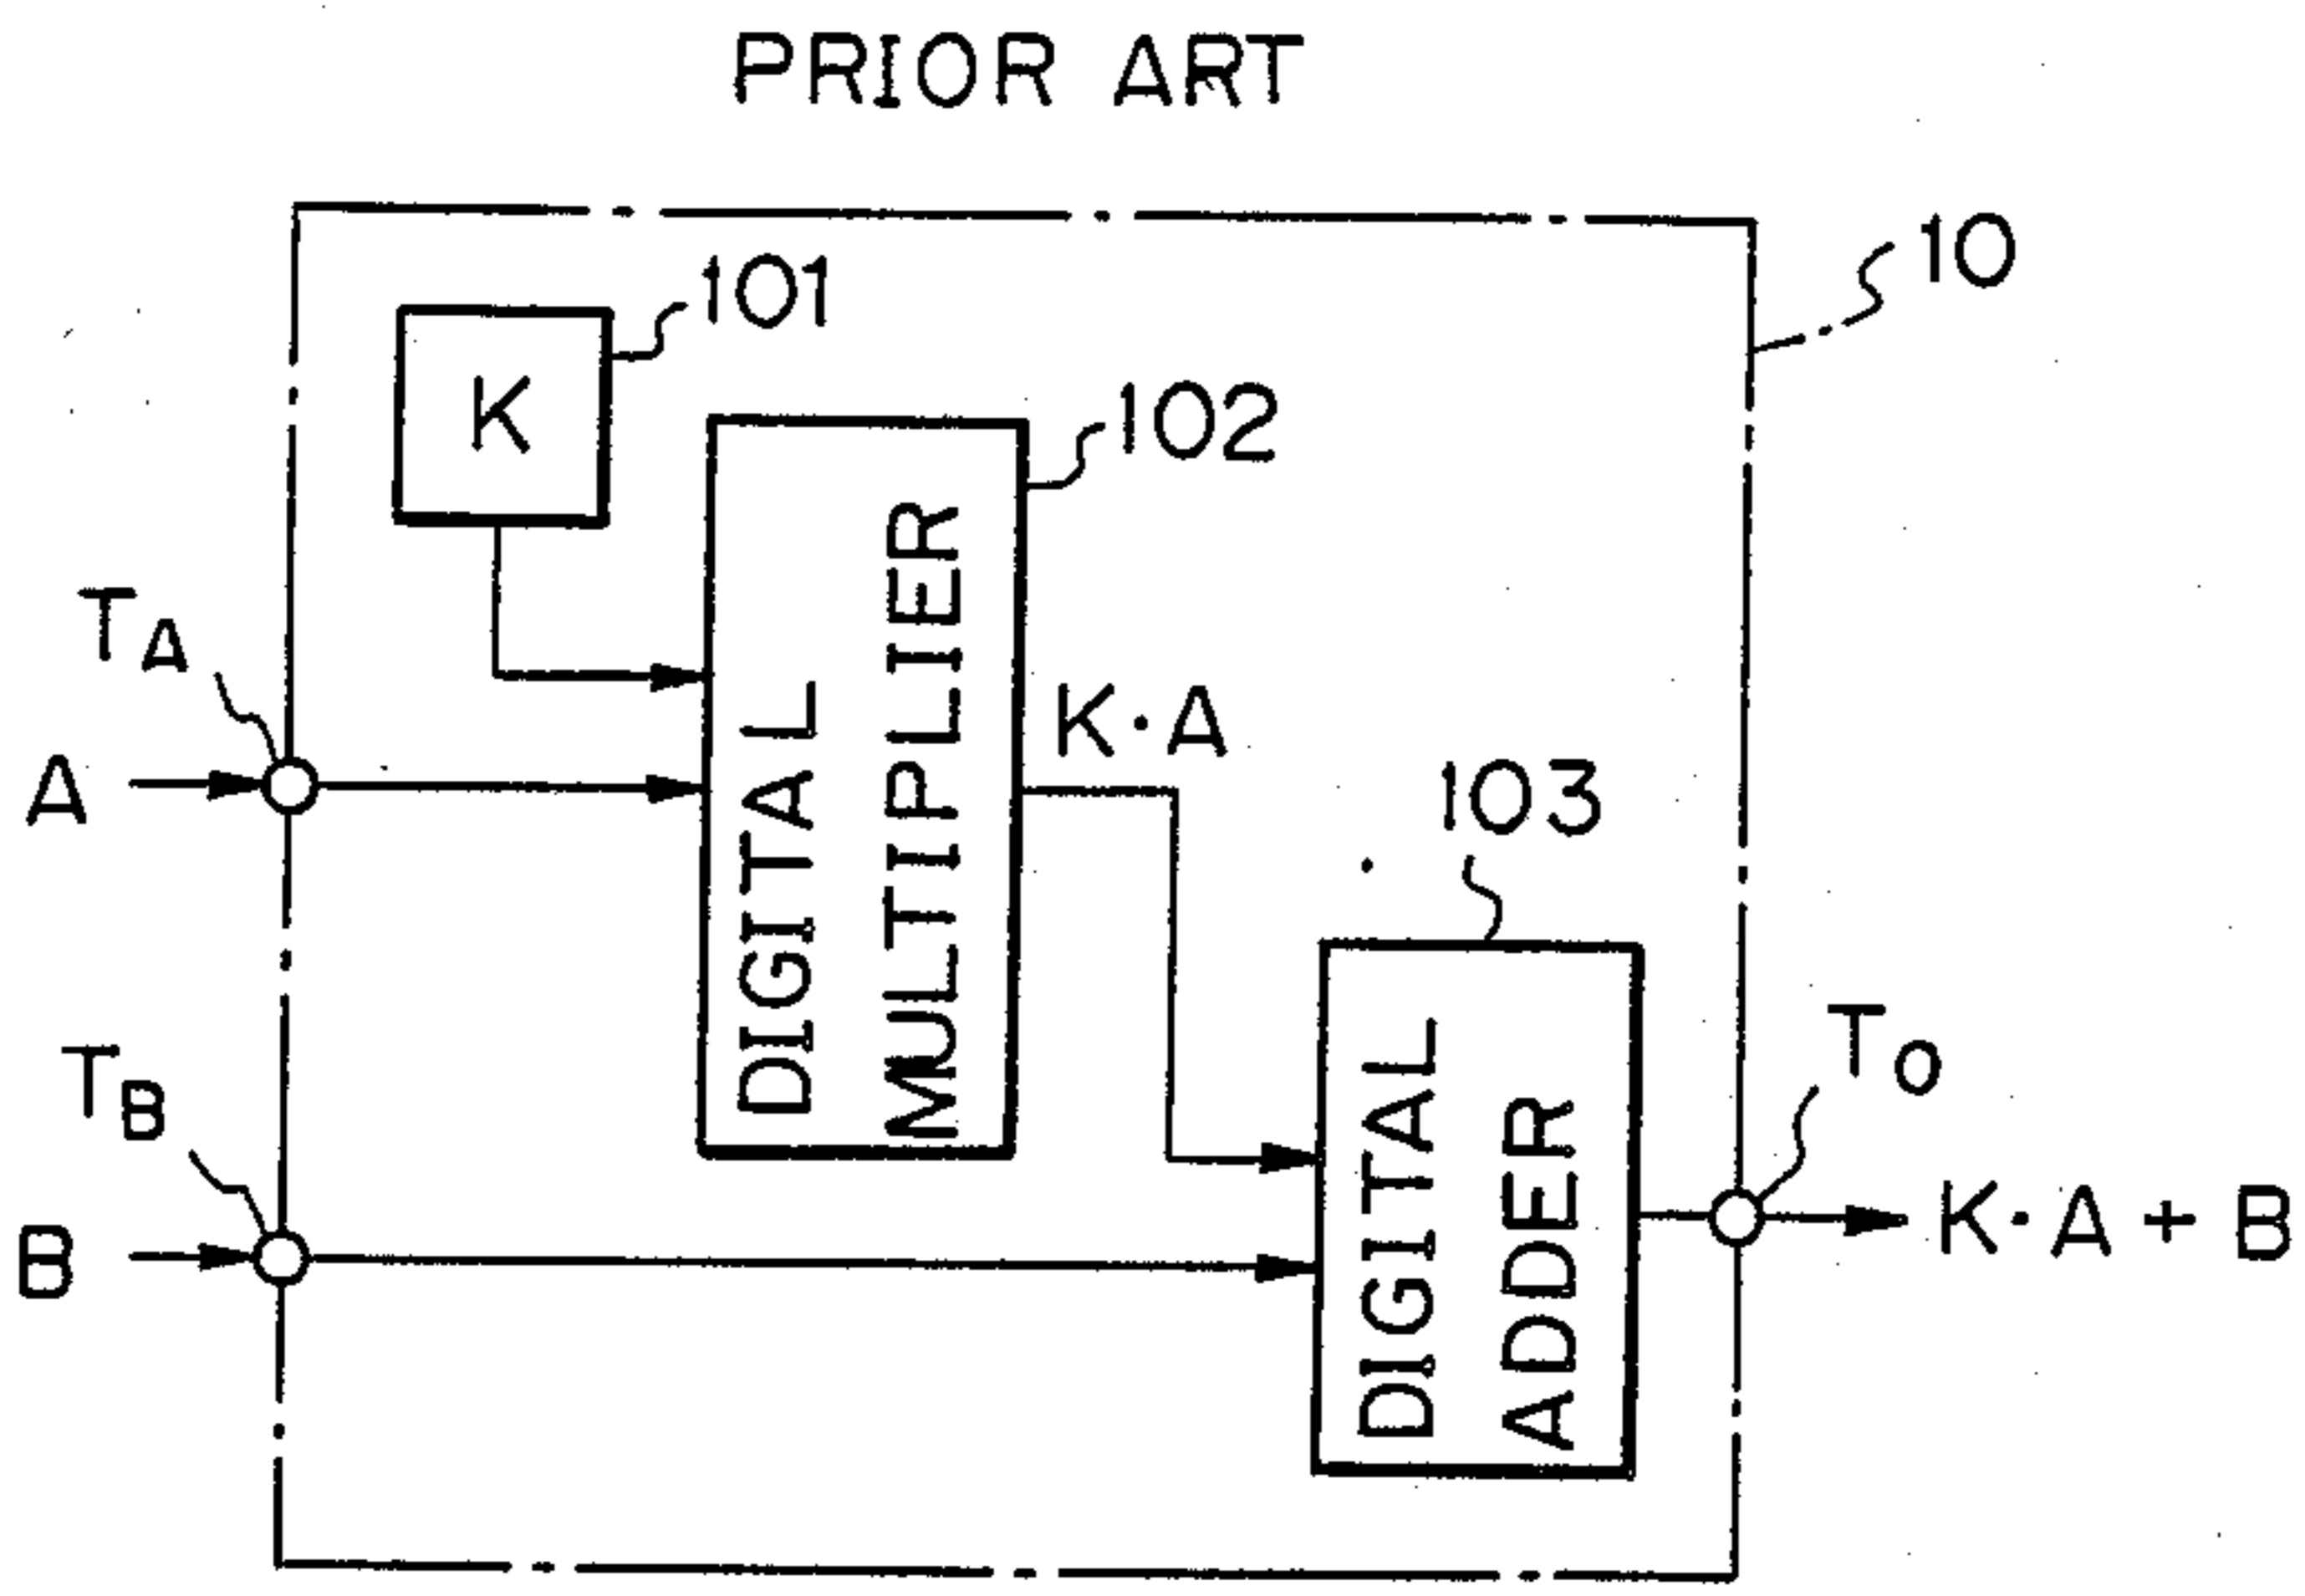 PRIOR ART
10
101
K
102
DIGITAL
MULTIPLIER
TA
A
K·A
103
DIGITAL
ADDER
TB
B
TO
K·A+B